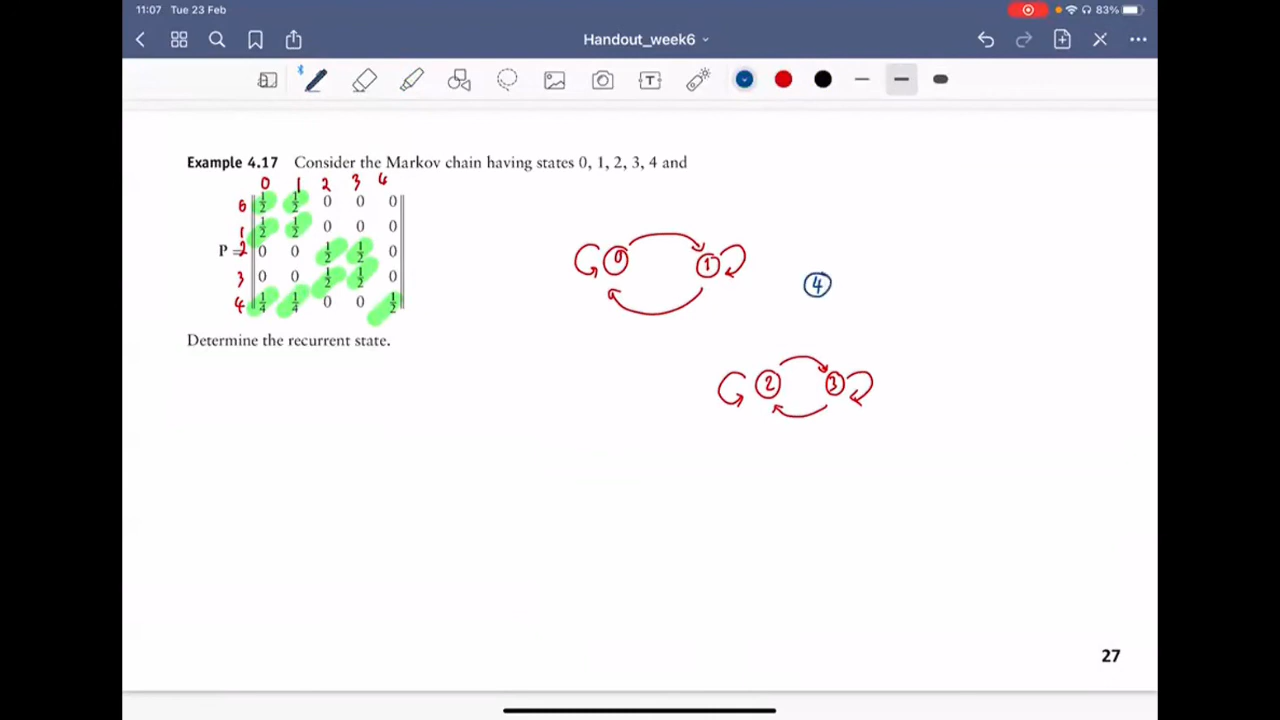 11:07 Tue 23 Feb 83%
Handout_week6
T
Example 4.17 Consider the Markov chain having states 0, 1, 2, 3, 4 and
0 1 2 3 4
0 1/2 1/2 0 0 0
1 1/2 1/2 0 0 0
P = 2 0 0 1/2 1/2 0
3 0 0 1/2 1/2 0
4 1/4 1/4 0 0 1/2
Determine the recurrent state.
0 1
4
2 3
27